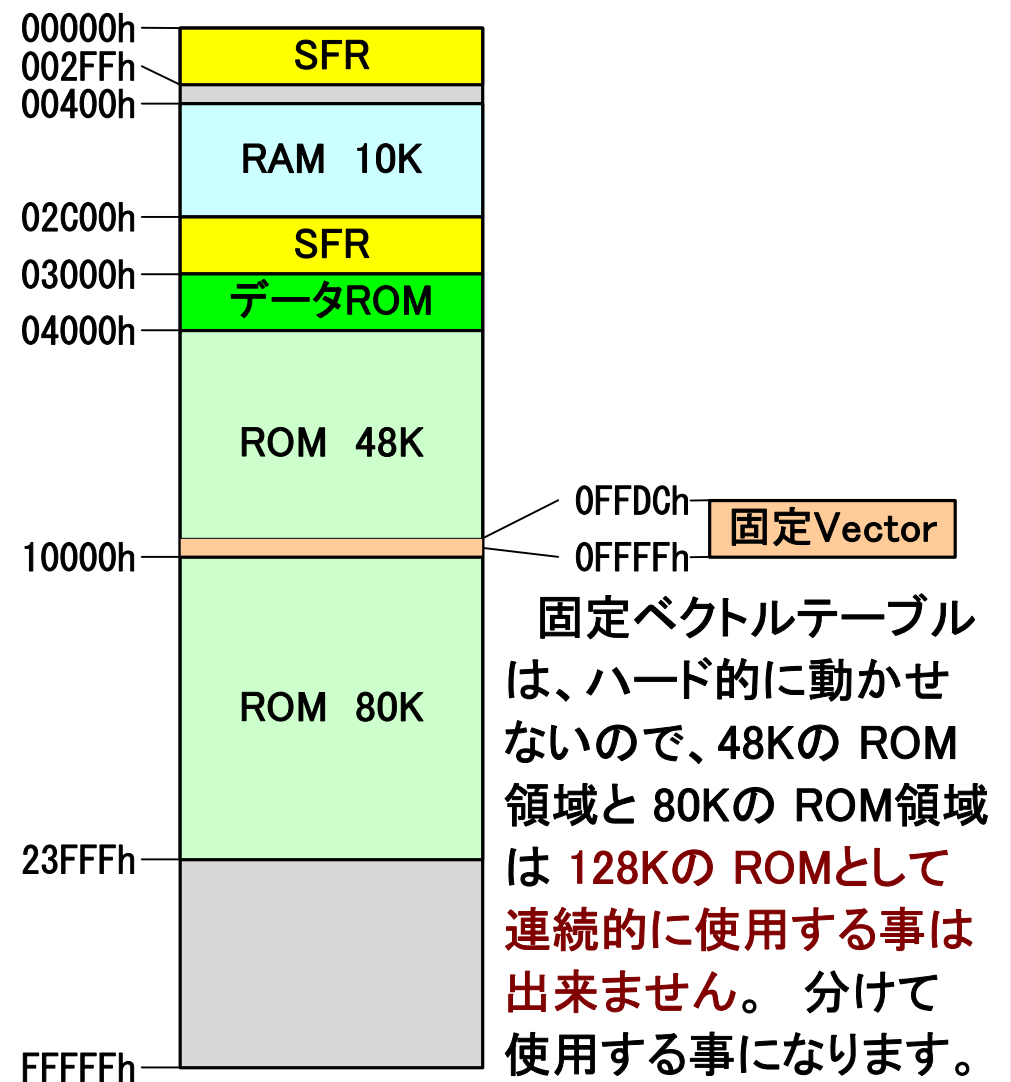 00000h
SFR
002FFh
00400h
RAM 10K
02C00h
SFR
03000h
データROM
04000h
ROM 48K
0FFDCh
固定Vector
0FFFFh
10000h
ROM 80K
23FFFh
FFFFFh
固定ベクトルテーブル
は、ハード的に動かせ
ないので、48Kの ROM
領域と 80Kの ROM領域
は 128Kの ROMとして
連続的に使用する事は
出来ません。 分けて
使用する事になります。